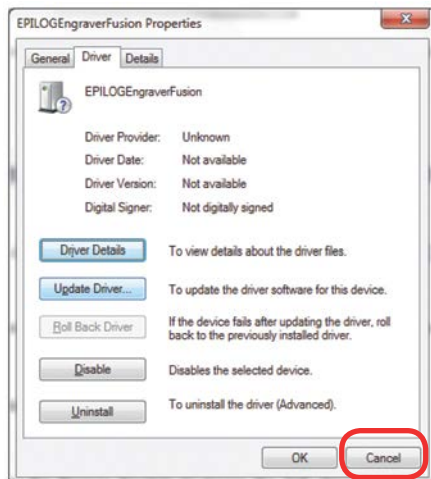 EPILOGEngraverFusion Properties
General Driver Details
EPILOGEngraverFusion
Driver Provider: Unknown
Driver Date: Not available
Driver Version: Not available
Digital Signer: Not digitally signed
Driver Details To view details about the driver files.
Update Driver... To update the driver software for this device.
Roll Back Driver If the device fails after updating the driver, roll
back to the previously installed driver.
Disable Disables the selected device.
Uninstall To uninstall the driver (Advanced).
OK Cancel